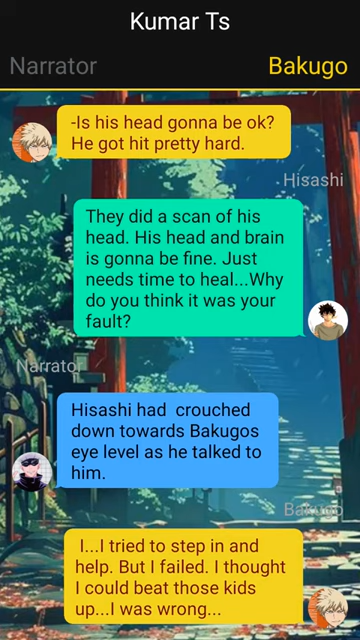 Kumar Ts
Narrator
Bakugo
-Is his head gonna be ok?
He got hit pretty hard.
Hisashi
They did a scan of his
head. His head and brain
is gonna be fine. Just
needs time to heal...Why
do you think it was your
fault?
Narrator
Hisashi had  crouched
down towards Bakugos
eye level as he talked to
him.
Bakugo
I...I tried to step in and
help. But I failed. I thought
I could beat those kids
up...I was wrong...